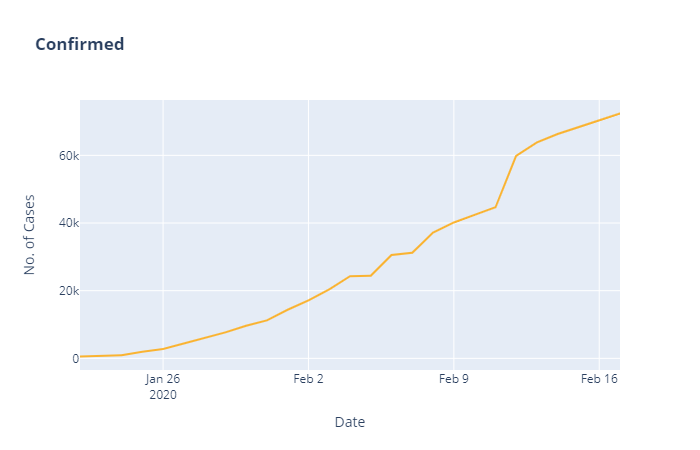 Confirmed
No. of Cases
60k
40k
20k
0
Jan 26
2020
Feb 2
Feb 9
Feb 16
Date